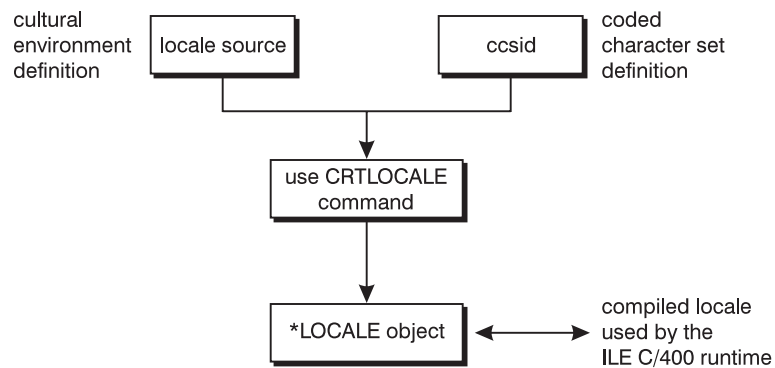 cultural
environment
definition
locale source
ccsid
coded
character set
definition
use CRTLOCALE
command
*LOCALE object
compiled locale
used by the
ILE C/400 runtime